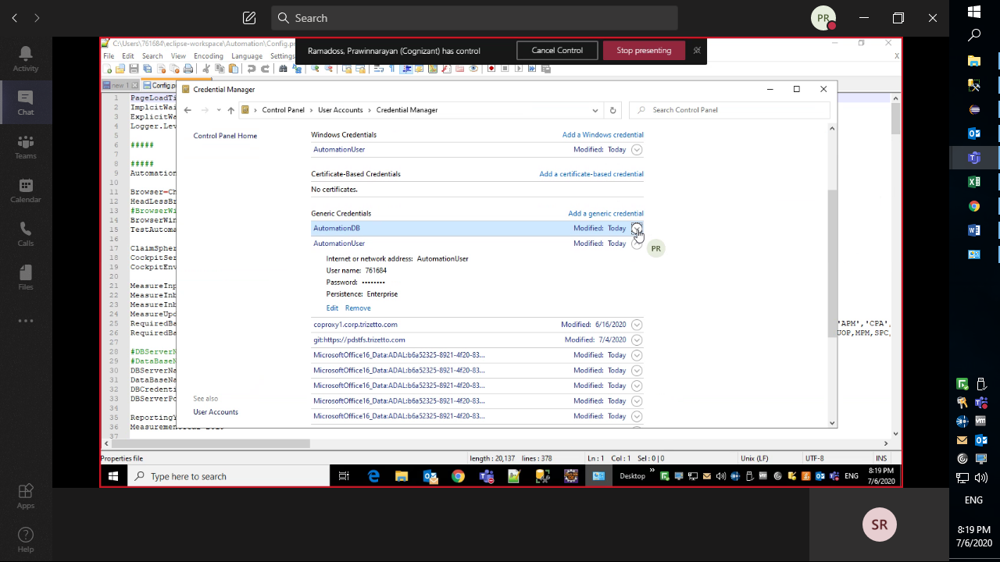 Search
PR
C:\Users\761684\eclipse-workspace\Automation\Config.p
Ramadoss, Prawinnarayan (Cognizant) has control
Cancel Control
Stop presenting
File Edit Search View Encoding Language Settings
X
new 1
Config.p
Activity
Chat
Teams
Calendar
Calls
Files
Apps
Help
Credential Manager
Control Panel > User Accounts > Credential Manager
Search Control Panel
Control Panel Home
Windows Credentials Add a Windows credential
AutomationUser Modified: Today
Certificate-Based Credentials Add a certificate-based credential
No certificates.
Generic Credentials Add a generic credential
AutomationDB Modified: Today
AutomationUser Modified: Today
PR
Internet or network address: AutomationUser
User name: 761684
Password: ••••••••
Persistence: Enterprise
Edit Remove
coproxy1.corp.trizetto.com Modified: 6/16/2020
git:https://pdstfs.trizetto.com Modified: 7/4/2020
MicrosoftOffice16_Data:ADAL:b6a52325-8921-4f20-83... Modified: Today
MicrosoftOffice16_Data:ADAL:b6a52325-8921-4f20-83... Modified: Today
MicrosoftOffice16_Data:ADAL:b6a52325-8921-4f20-83... Modified: Today
MicrosoftOffice16_Data:ADAL:b6a52325-8921-4f20-83... Modified: Today
MicrosoftOffice16_Data:ADAL:b6a52325-8921-4f20-83... Modified: Today
See also
User Accounts
1 PageLoadTi
2 ImplicitWai
3 ExplicitWa
4 Logger.Lev
5
6 #####
7
8 #####
9 Automation
10
11 Browser=Ch
12 HeadLessBr
13 #BrowserWi
14 BrowserWin
15 TestAutoma
16
17 ClaimSpher
18 CockpitSer
19 CockpitEnv
20
21 MeasureInp
22 MeasureInb
23 MeasureInb
24 MeasureUpo
25 RequiredBa 'APM','CPA',
26 RequiredBa UOP,MPM,SPC,
27
28 #DBServerN
29 #DataBaseN
30 DBServerNa
31 DataBaseNa
32 DBCredenti
33 DBServerPo
34
35 ReportingY
36
37
Properties file length : 20,137 lines : 378 Ln : 1 Col : 1 Sel : 0 | 0 Unix (LF) UTF-8 INS
Type here to search
Desktop
ENG
8:19 PM
7/6/2020
SR
ENG
8:19 PM
7/6/2020